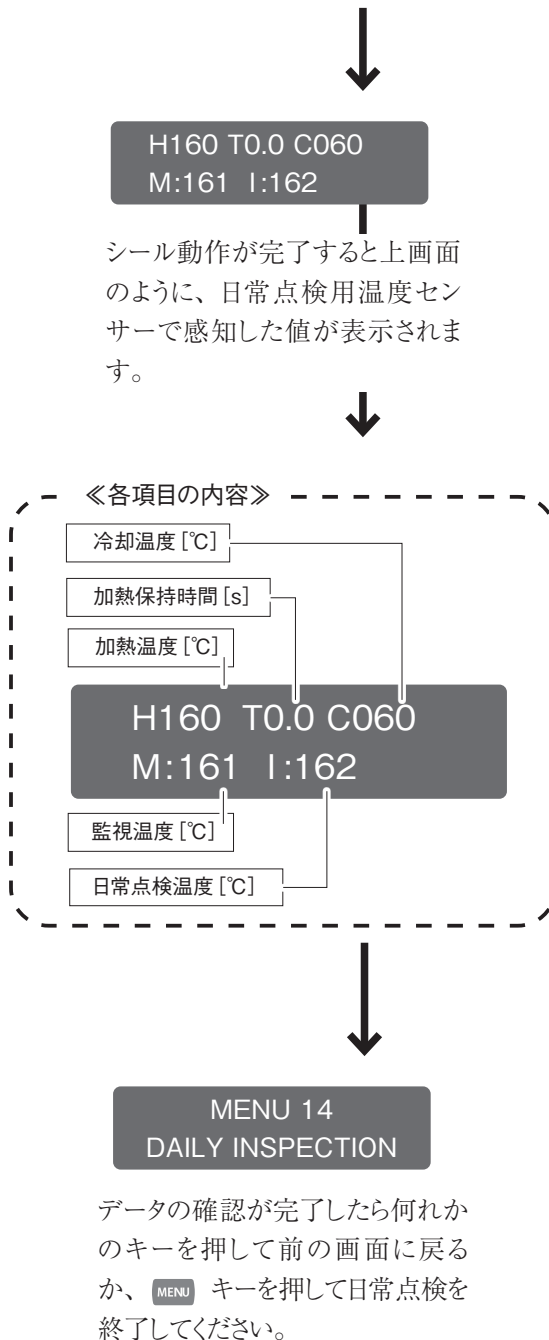 H160 T0.0 C060
M:161 I:162
シール動作が完了すると上画面
のように、日常点検用温度セン
サーで感知した値が表示されま
す。
≪各項目の内容≫
冷却温度[℃]
加熱保持時間[s]
加熱温度[℃]
H160 T0.0 C060
M:161 I:162
監視温度[℃]
日常点検温度[℃]
MENU 14
DAILY INSPECTION
データの確認が完了したら何れか
のキーを押して前の画面に戻る
か、 MENU キーを押して日常点検を
終了してください。